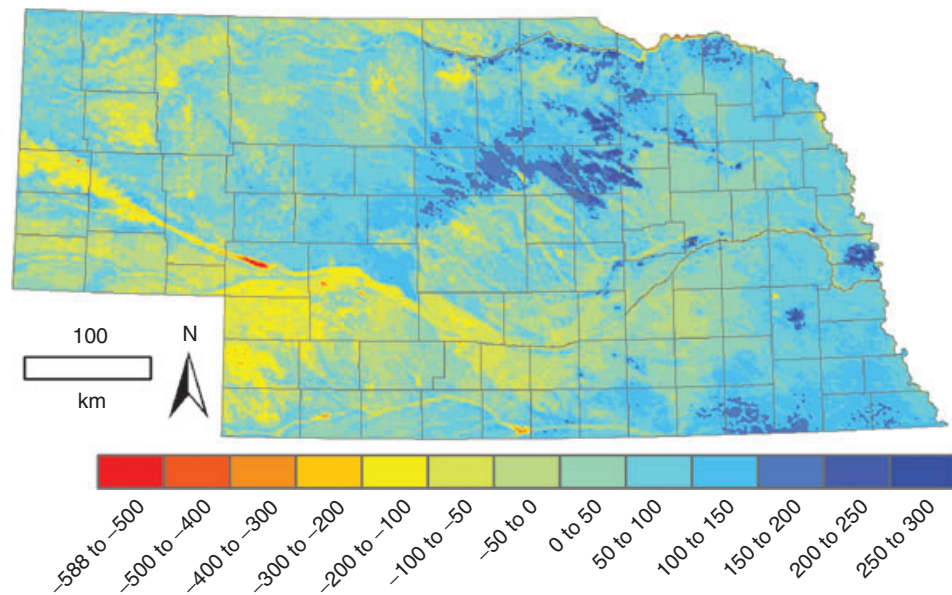 100
N
km
−588 to −500
−500 to −400
−400 to −300
−300 to −200
−200 to −100
−100 to −50
−50 to 0
0 to 50
50 to 100
100 to 150
150 to 200
200 to 250
250 to 300